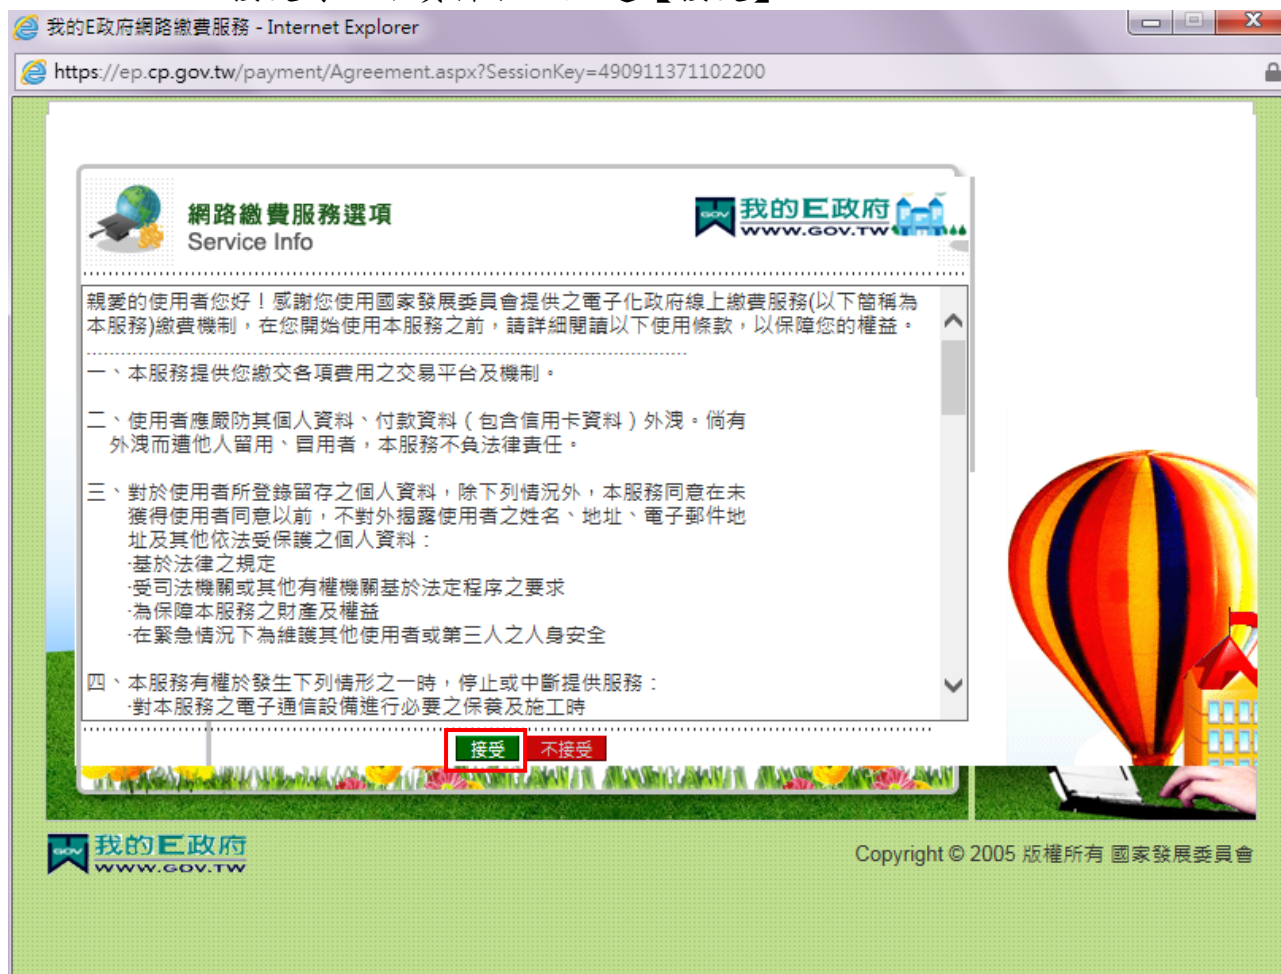 我的E政府網路繳費服務 - Internet Explorer
https://ep.cp.gov.tw/payment/Agreement.aspx?SessionKey=490911371102200
網路繳費服務選項
Service Info
GOV 我的E政府
WWW.GOV.TW
親愛的使用者您好！感謝您使用國家發展委員會提供之電子化政府線上繳費服務(以下簡稱為
本服務)繳費機制，在您開始使用本服務之前，請詳細閱讀以下使用條款，以保障您的權益。
一、本服務提供您繳交各項費用之交易平台及機制。
二、使用者應嚴防其個人資料、付款資料（包含信用卡資料）外洩。倘有
外洩而遭他人留用、冒用者，本服務不負法律責任。
三、對於使用者所登錄留存之個人資料，除下列情況外，本服務同意在未
獲得使用者同意以前，不對外揭露使用者之姓名、地址、電子郵件地
址及其他依法受保護之個人資料：
‧基於法律之規定
‧受司法機關或其他有權機關基於法定程序之要求
‧為保障本服務之財產及權益
‧在緊急情況下為維護其他使用者或第三人之人身安全
四、本服務有權於發生下列情形之一時，停止或中斷提供服務：
‧對本服務之電子通信設備進行必要之保養及施工時
接受 不接受
GOV 我的E政府
WWW.GOV.TW
Copyright © 2005 版權所有 國家發展委員會